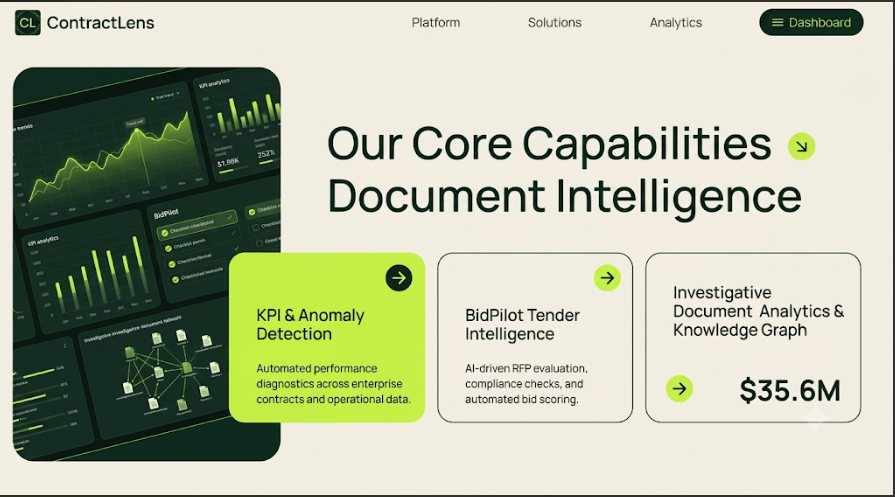 CL ContractLens
Platform
Solutions
Analytics
Dashboard
KPI analytics
$1.88K
252%
BidPilot
KPI analytics
Our Core Capabilities
Document Intelligence
KPI & Anomaly
Detection
Automated performance
diagnostics across enterprise
contracts and operational data.
BidPilot Tender
Intelligence
AI-driven RFP evaluation,
compliance checks, and
automated bid scoring.
Investigative
Document Analytics &
Knowledge Graph
$35.6M